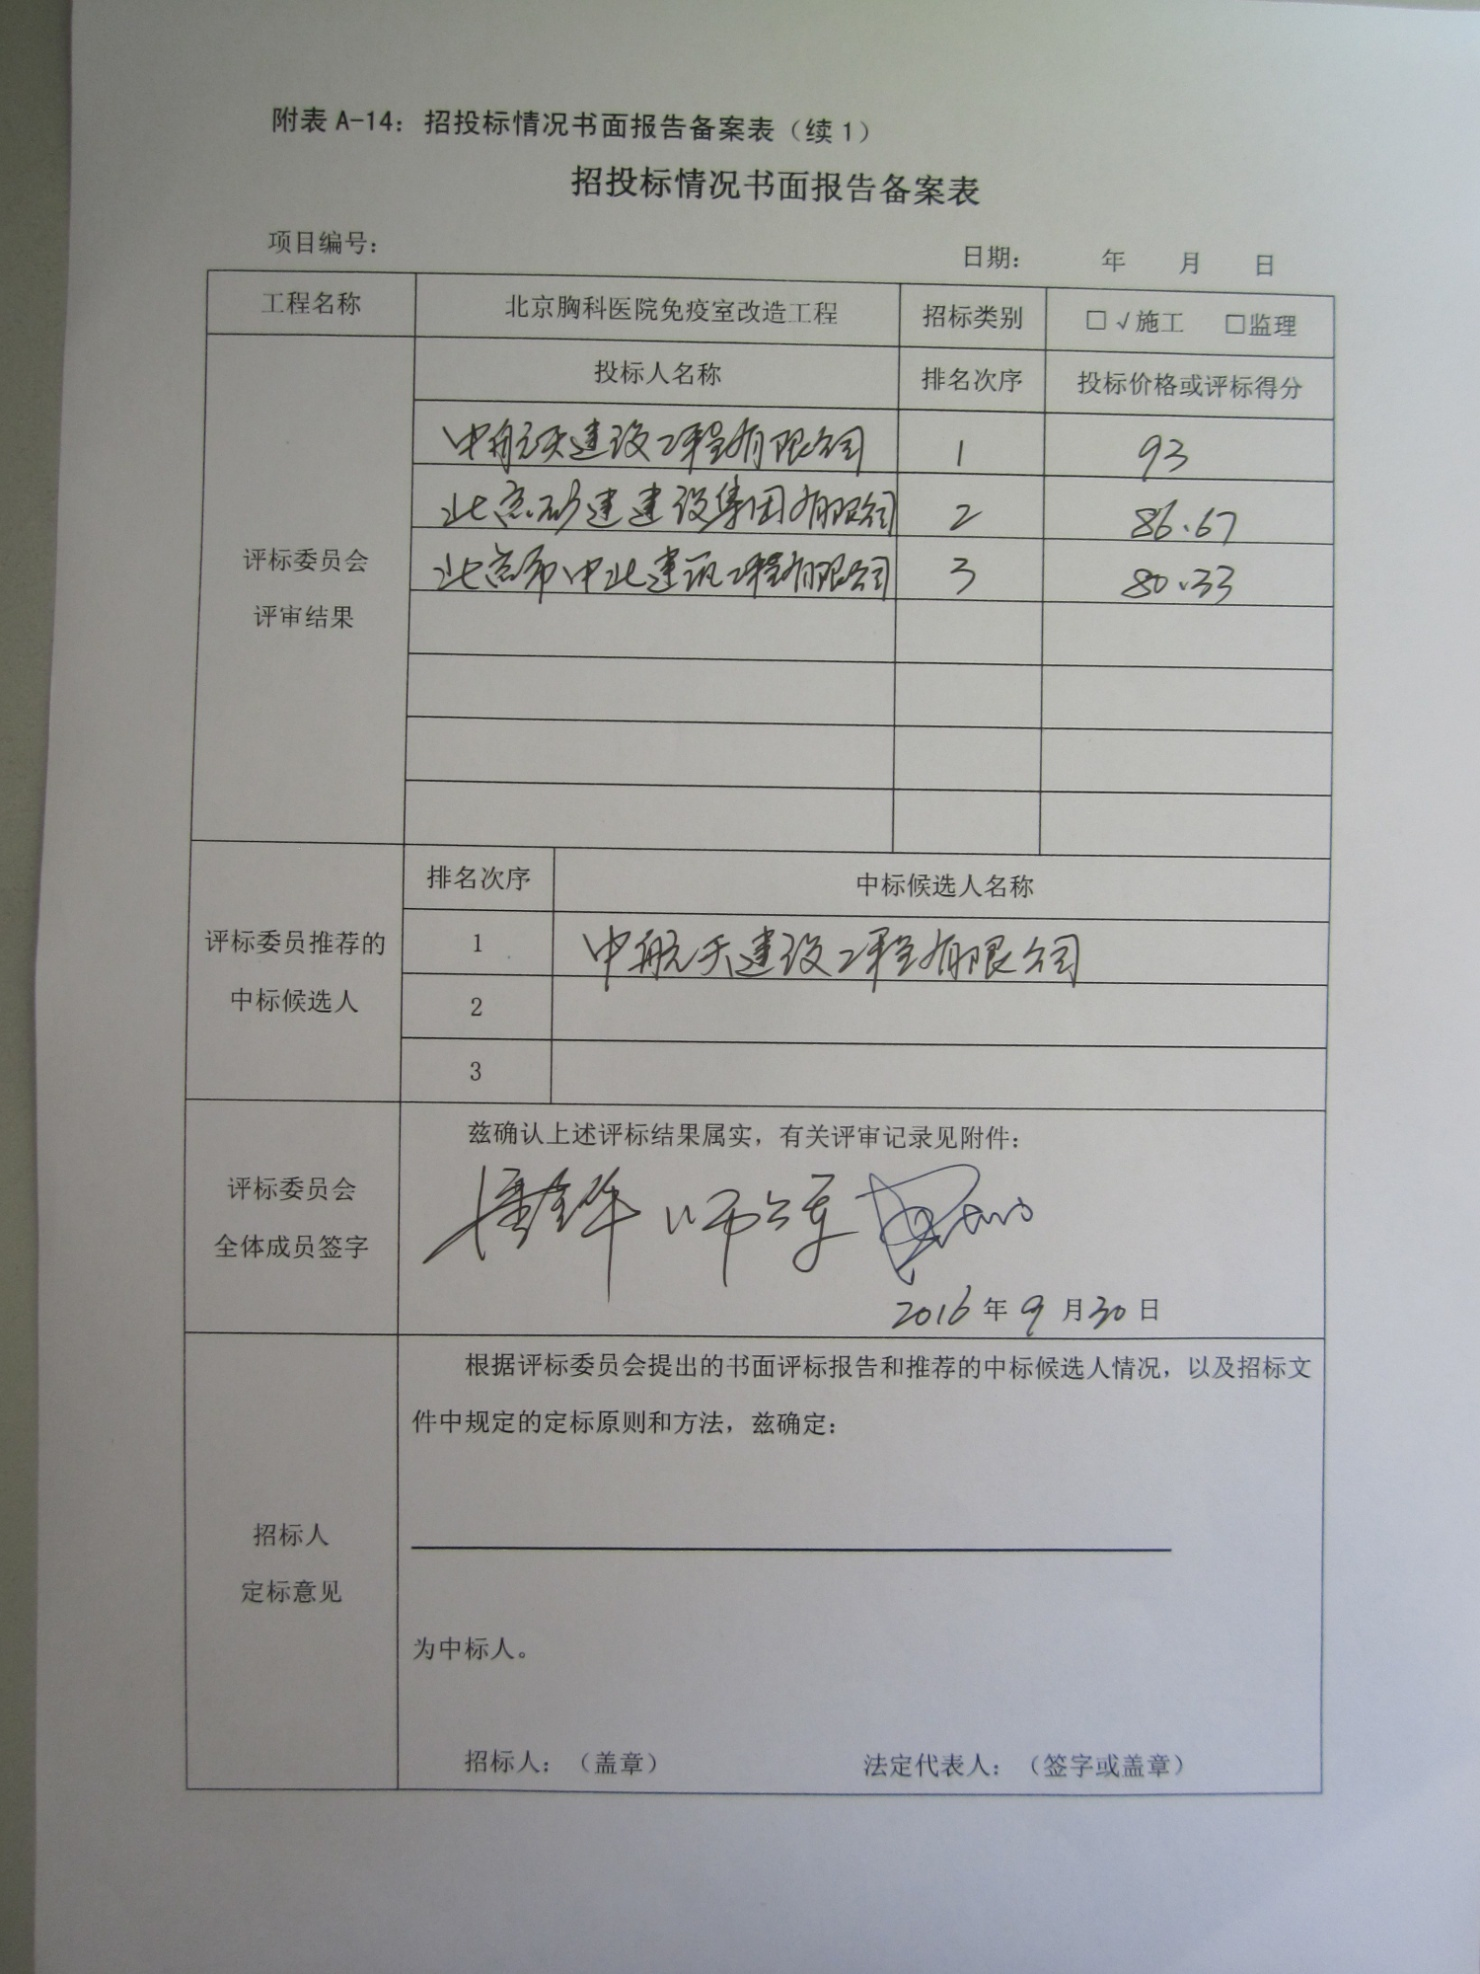 附表 A-14：招投标情况书面报告备案表（续 1）
招投标情况书面报告备案表
项目编号： 日期： 年 月 日
工程名称 北京胸科医院免疫室改造工程 招标类别 □√施工 □监理
投标人名称 排名次序 投标价格或评标得分
中航天建设工程有限公司 1 93
北京矿建建设集团有限公司 2 86.67
评标委员会
北京市中北建筑工程有限公司 3 80.33
评审结果
排名次序 中标候选人名称
评标委员推荐的
1 中航天建设工程有限公司
中标候选人
2
3
兹确认上述评标结果属实，有关评审记录见附件：
评标委员会
全体成员签字
2016 年 9 月 30 日
根据评标委员会提出的书面评标报告和推荐的中标候选人情况，以及招标文
件中规定的定标原则和方法，兹确定：
招标人
定标意见
为中标人。
招标人：（盖章） 法定代表人：（签字或盖章）